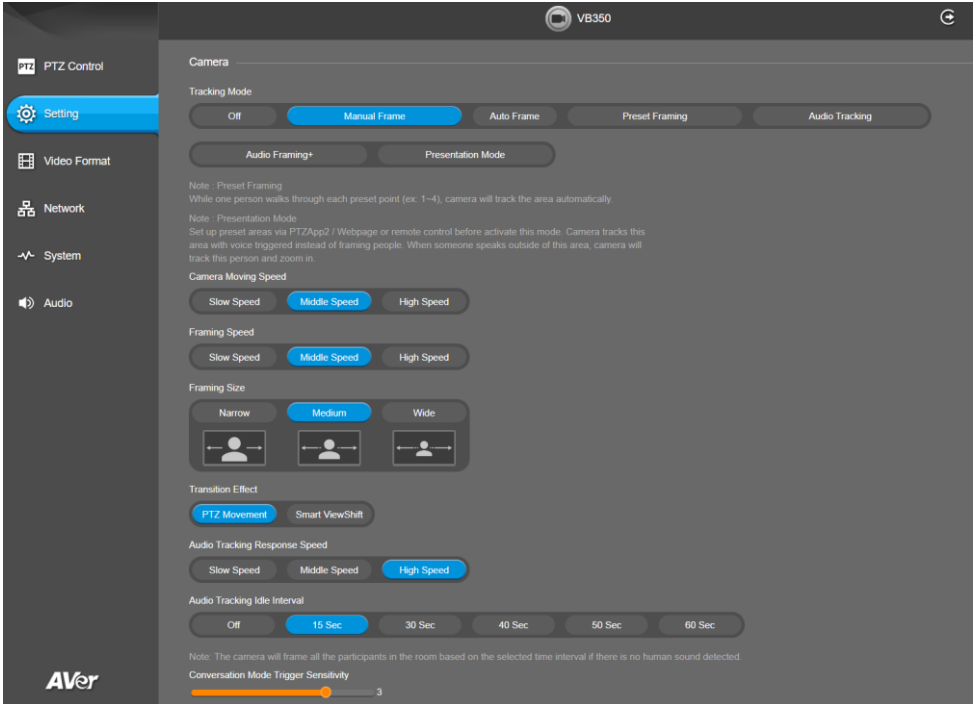 VB350
PTZ PTZ Control
Setting
Video Format
Network
System
Audio
AVer
Camera
Tracking Mode
Off Manual Frame Auto Frame Preset Framing Audio Tracking
Audio Framing+ Presentation Mode
Note : Preset Framing
While one person walks through each preset point (ex: 1~4), camera will track the area automatically.
Note : Presentation Mode
Set up preset areas via PTZApp2 / Webpage or remote control before activate this mode. Camera tracks this
area with voice triggered instead of framing people. When someone speaks outside of this area, camera will
track this person and zoom in.
Camera Moving Speed
Slow Speed Middle Speed High Speed
Framing Speed
Slow Speed Middle Speed High Speed
Framing Size
Narrow Medium Wide
Transition Effect
PTZ Movement Smart ViewShift
Audio Tracking Response Speed
Slow Speed Middle Speed High Speed
Audio Tracking Idle Interval
Off 15 Sec 30 Sec 40 Sec 50 Sec 60 Sec
Note: The camera will frame all the participants in the room based on the selected time interval if there is no human sound detected.
Conversation Mode Trigger Sensitivity
3